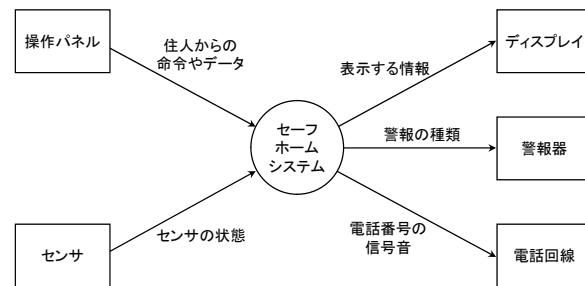 操作パネル
住人からの
命令やデータ
表示する情報
ディスプレイ
セーフ
ホーム
システム
警報の種類
警報器
センサ
センサの状態
電話番号の
信号音
電話回線